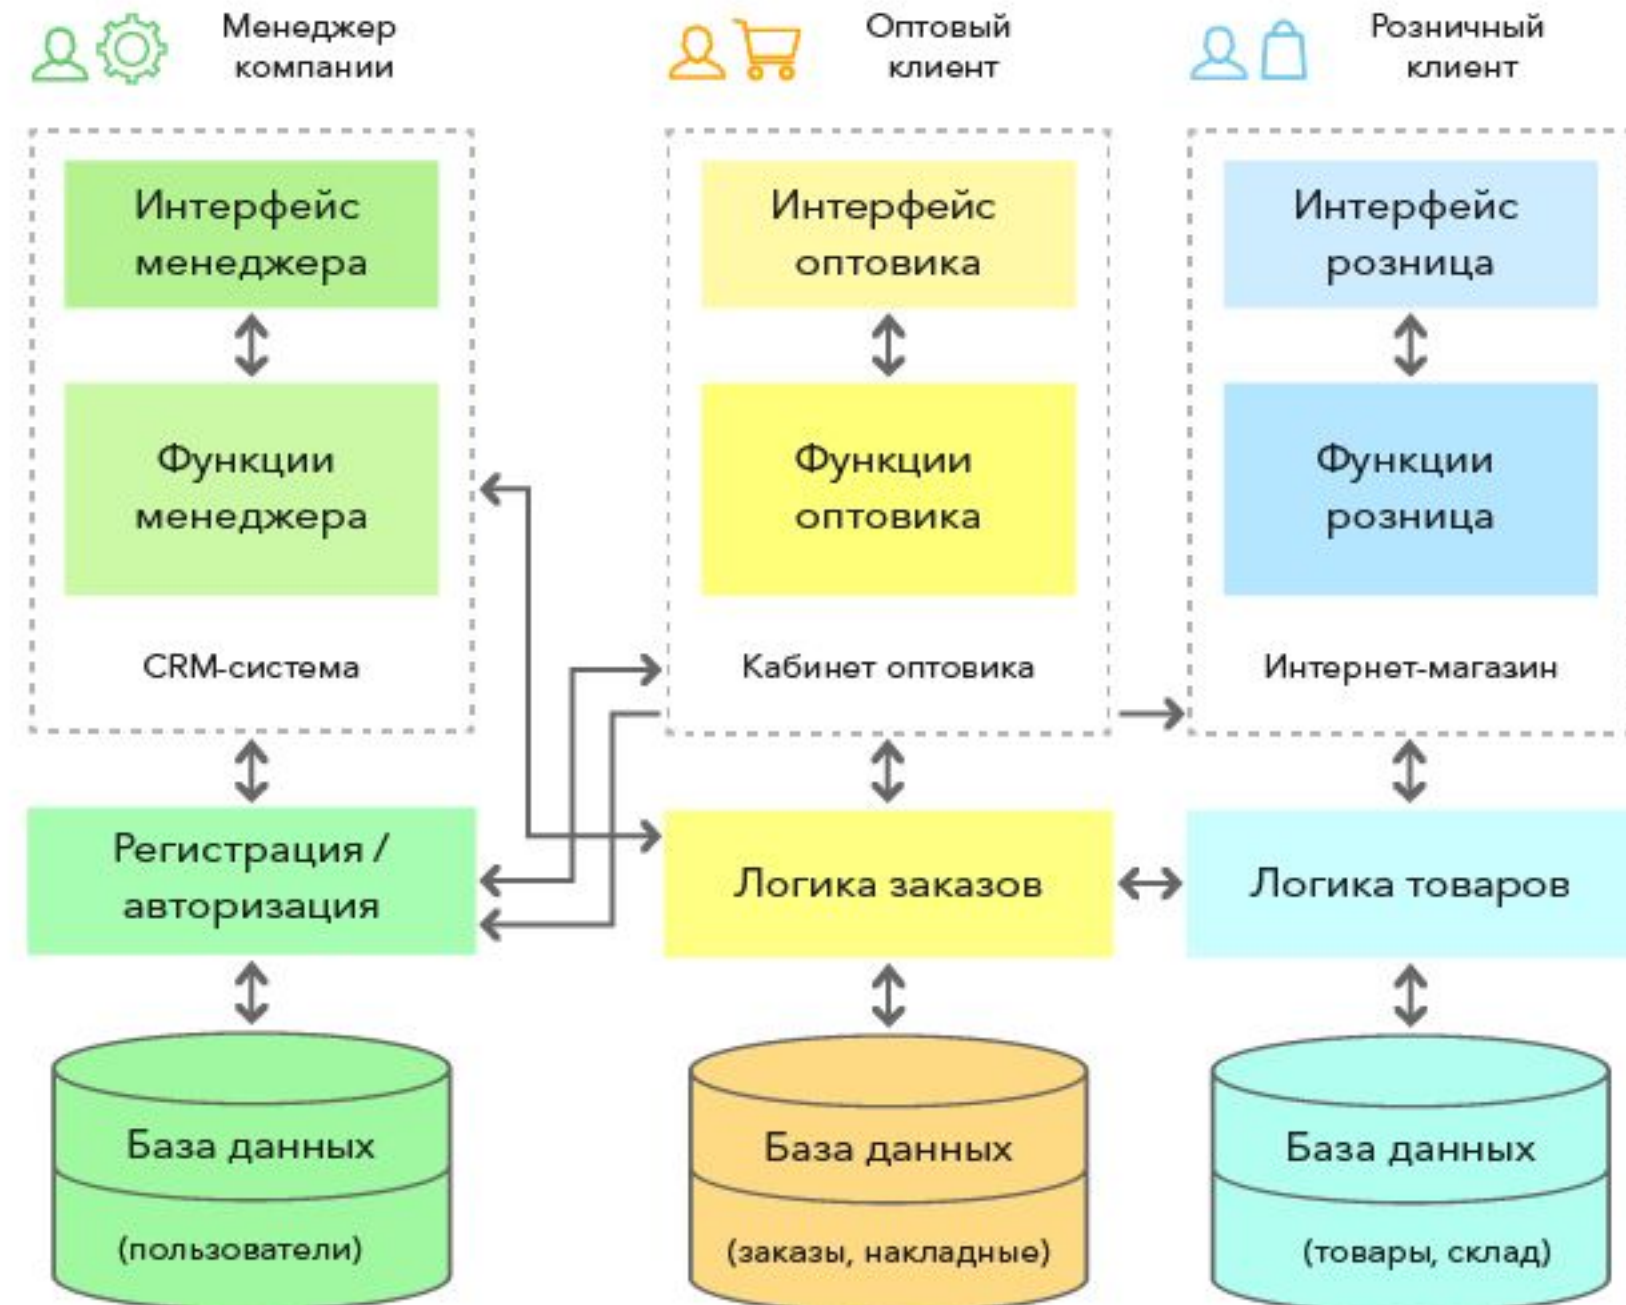 Менеджер
компании
Оптовый
клиент
Розничный
клиент
Интерфейс
менеджера
Интерфейс
оптовика
Интерфейс
розница
Функции
менеджера
Функции
оптовика
Функции
розница
CRM-система
Кабинет оптовика
Интернет-магазин
Регистрация /
авторизация
Логика заказов
Логика товаров
База данных
(пользователи)
База данных
(заказы, накладные)
База данных
(товары, склад)